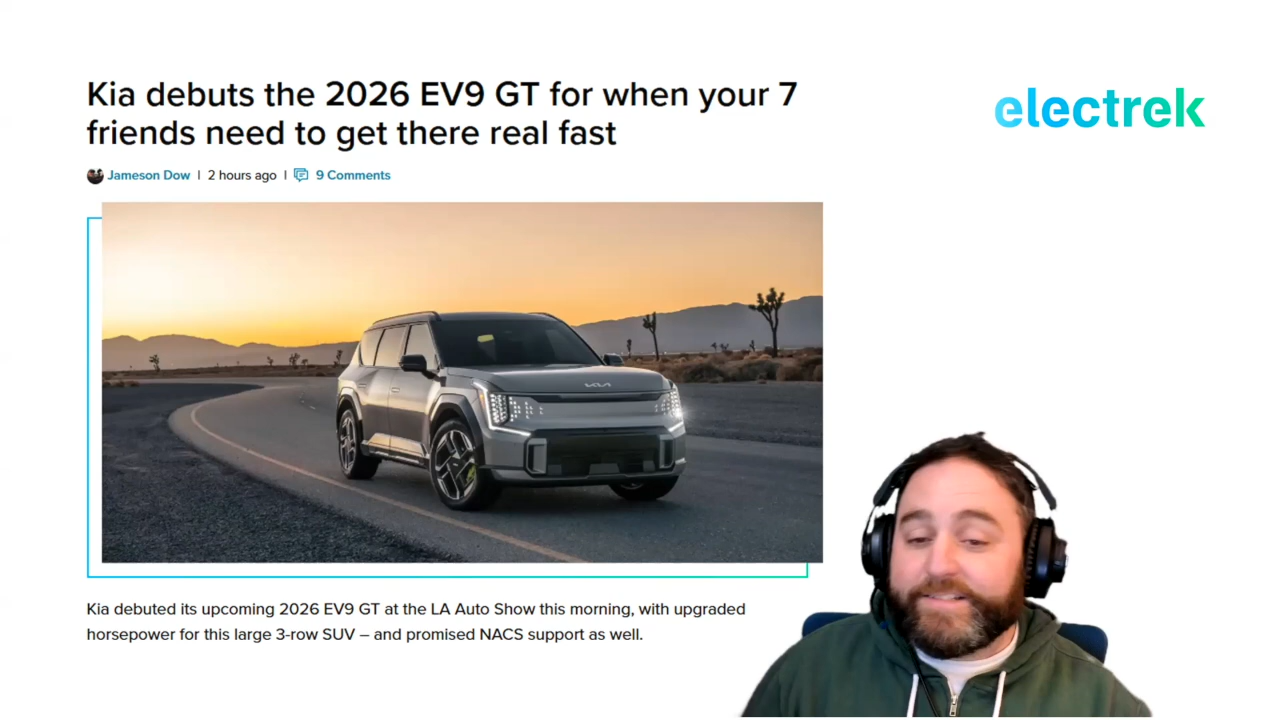 Kia debuts the 2026 EV9 GT for when your 7
friends need to get there real fast
electrek
Jameson Dow | 2 hours ago | 9 Comments
KIA
Kia debuted its upcoming 2026 EV9 GT at the LA Auto Show this morning, with upgraded
horsepower for this large 3-row SUV – and promised NACS support as well.